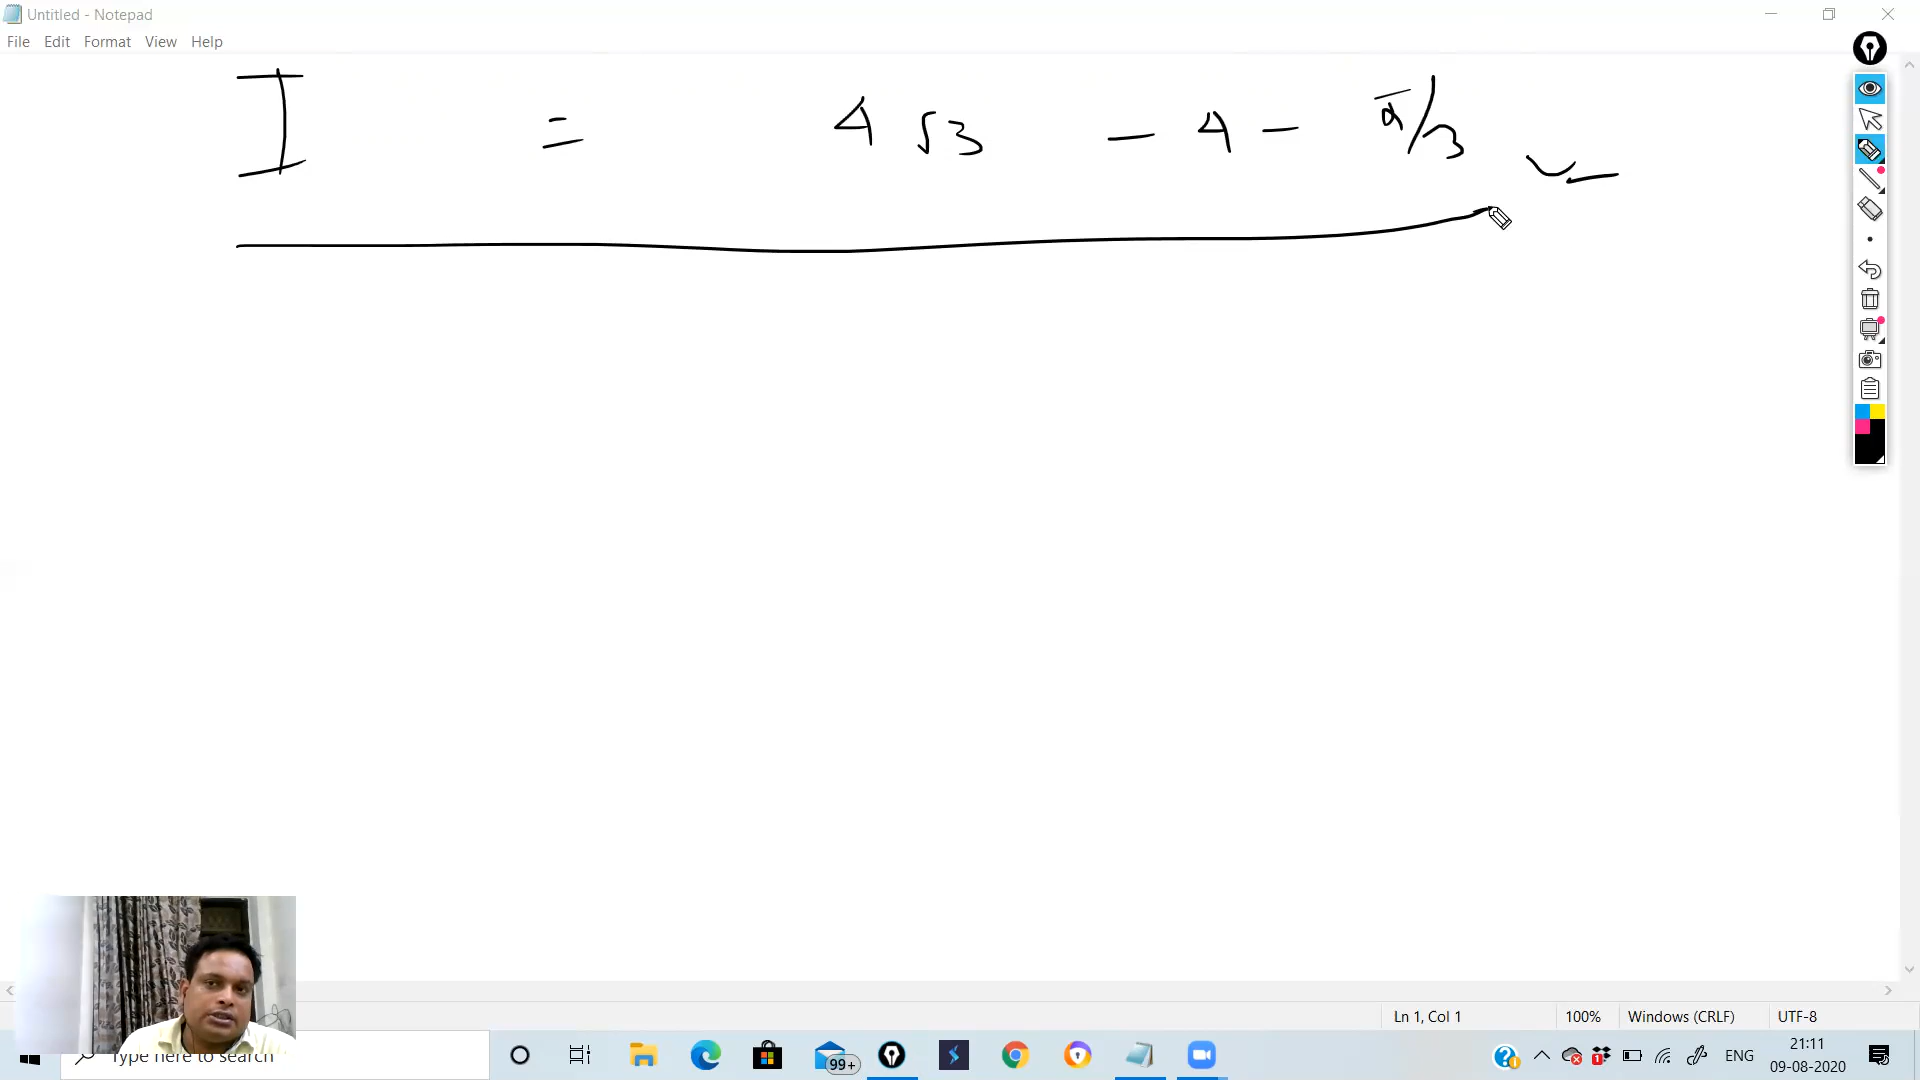 Untitled - Notepad
File Edit Format View Help
I = 4 √3 - 4 - π/3
Ln 1, Col 1 100% Windows (CRLF) UTF-8
Type here to search
99+
ENG
21:11
09-08-2020